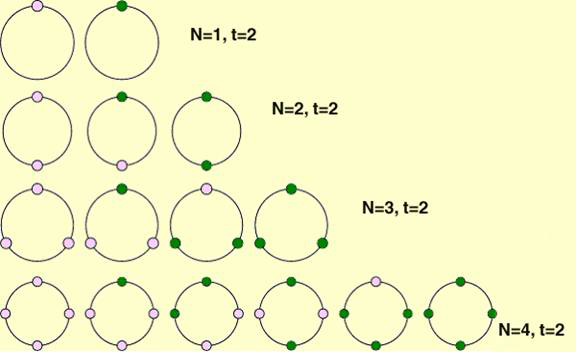 N=1, t=2
N=2, t=2
N=3, t=2
N=4, t=2